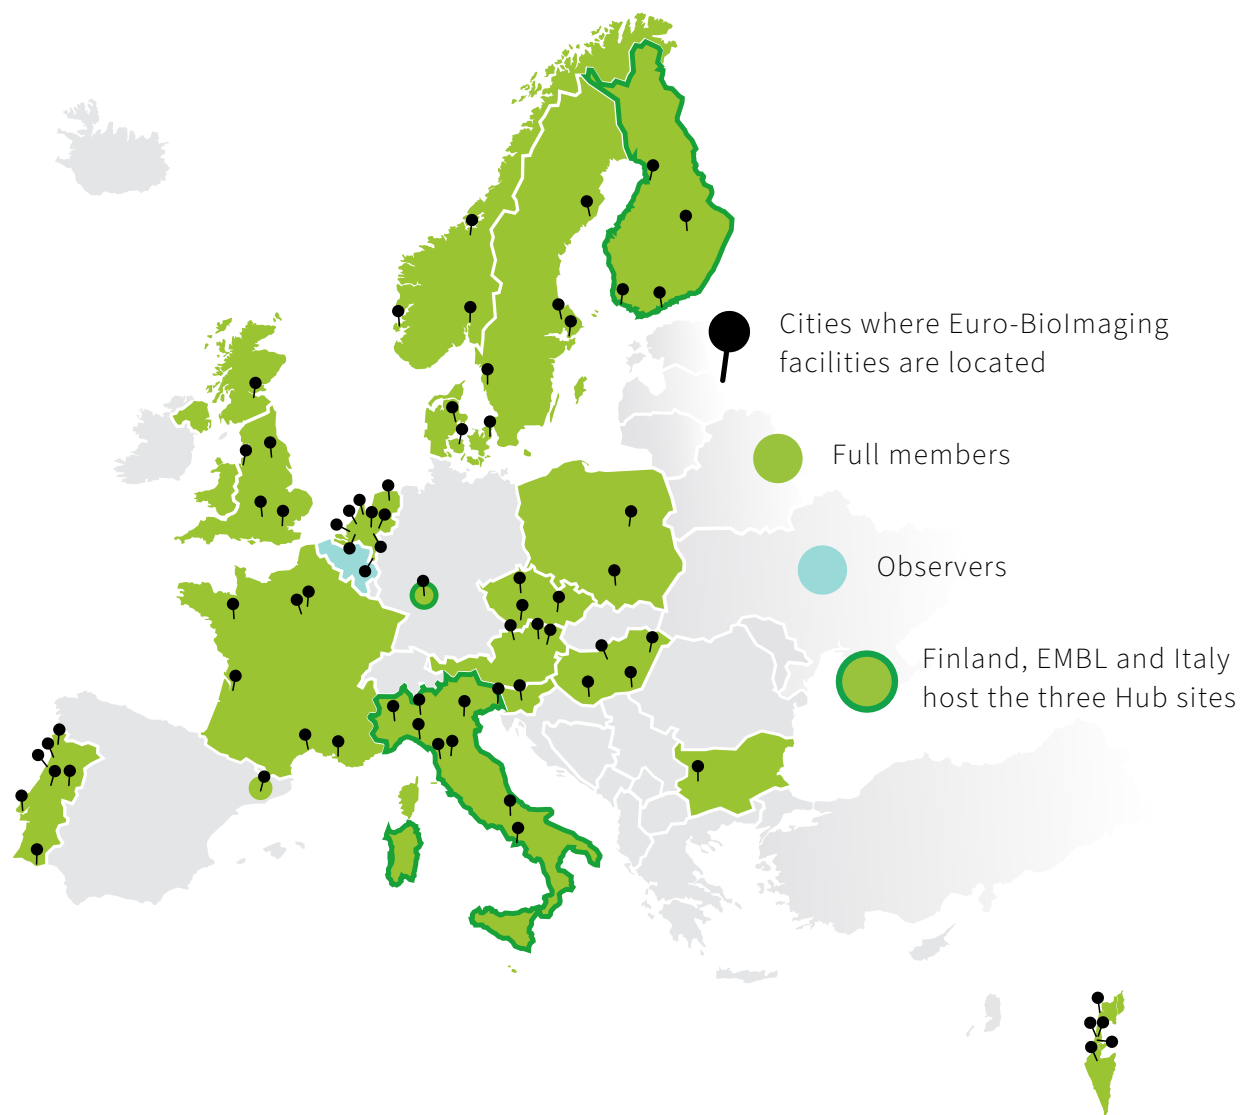 Cities where Euro-BioImaging
facilities are located
Full members
Observers
Finland, EMBL and Italy
host the three Hub sites